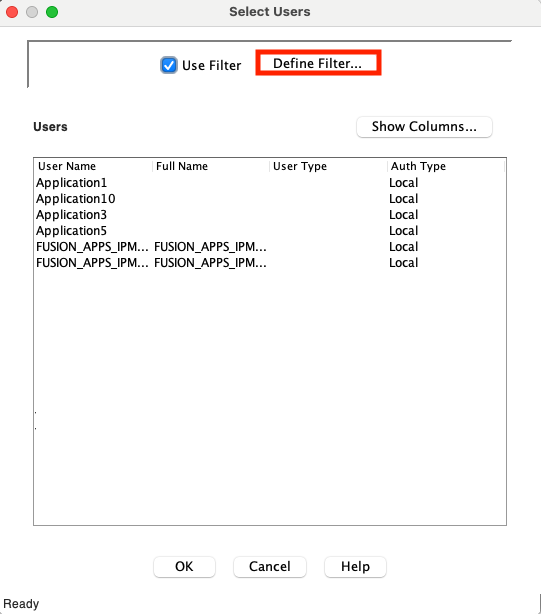 Select Users
Use Filter Define Filter...
Users Show Columns...
User Name Full Name User Type Auth Type
Application1 Local
Application10 Local
Application3 Local
Application5 Local
FUSION_APPS_IPM... FUSION_APPS_IPM... Local
FUSION_APPS_IPM... FUSION_APPS_IPM... Local
OK Cancel Help
Ready